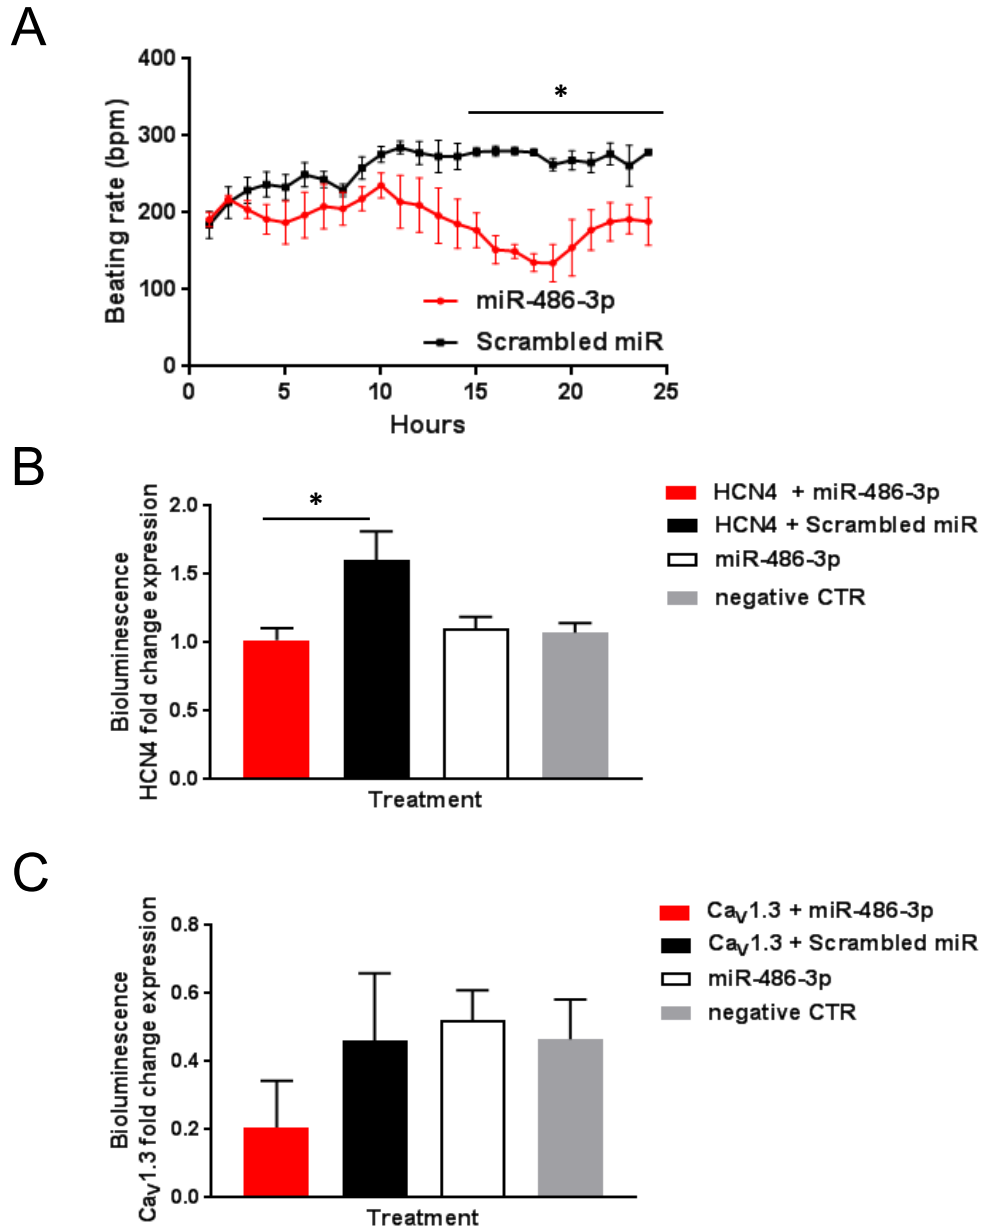 A
400
300
200
100
0
Beating rate (bpm)
*
miR-486-3p
Scrambled miR
0 5 10 15 20 25
Hours
B
2.0
1.5
1.0
0.5
0.0
Bioluminescence
HCN4 fold change expression
*
Treatment
HCN4 + miR-486-3p
HCN4 + Scrambled miR
miR-486-3p
negative CTR
C
0.8
0.6
0.4
0.2
0.0
Bioluminescence
CaV1.3 fold change expression
Treatment
CaV1.3 + miR-486-3p
CaV1.3 + Scrambled miR
miR-486-3p
negative CTR